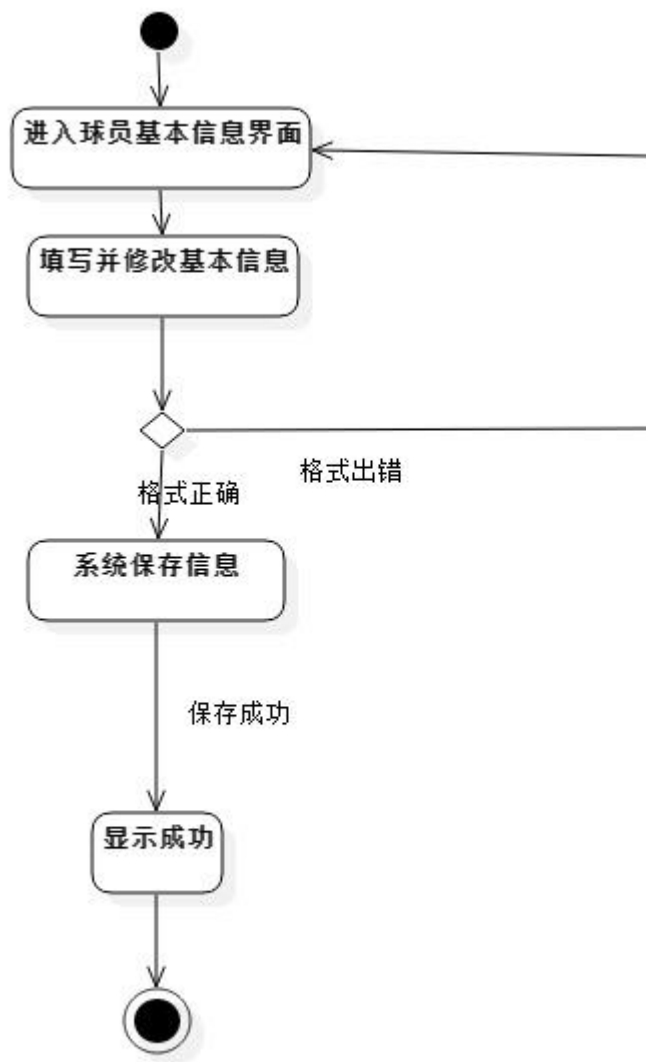 进入球员基本信息界面
填写并修改基本信息
格式出错
格式正确
系统保存信息
保存成功
显示成功